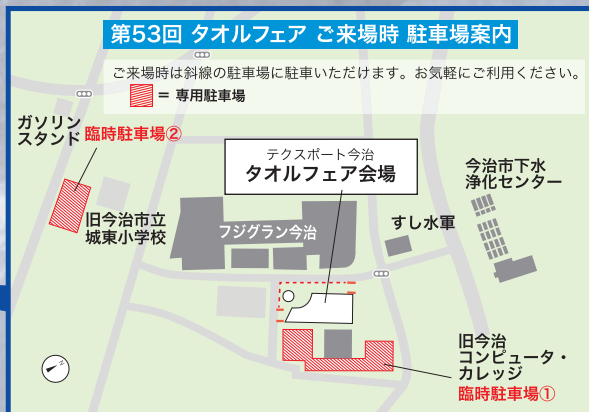 第53回 タオルフェア ご来場時 駐車場案内
ご来場時は斜線の駐車場に駐車いただけます。お気軽にご利用ください。
= 専用駐車場
ガソリン
スタンド
臨時駐車場②
テクスポート今治
タオルフェア会場
今治市下水
浄化センター
旧今治市立
城東小学校
フジグラン今治
すし水軍
旧今治
コンピュータ・
カレッジ
臨時駐車場①
N